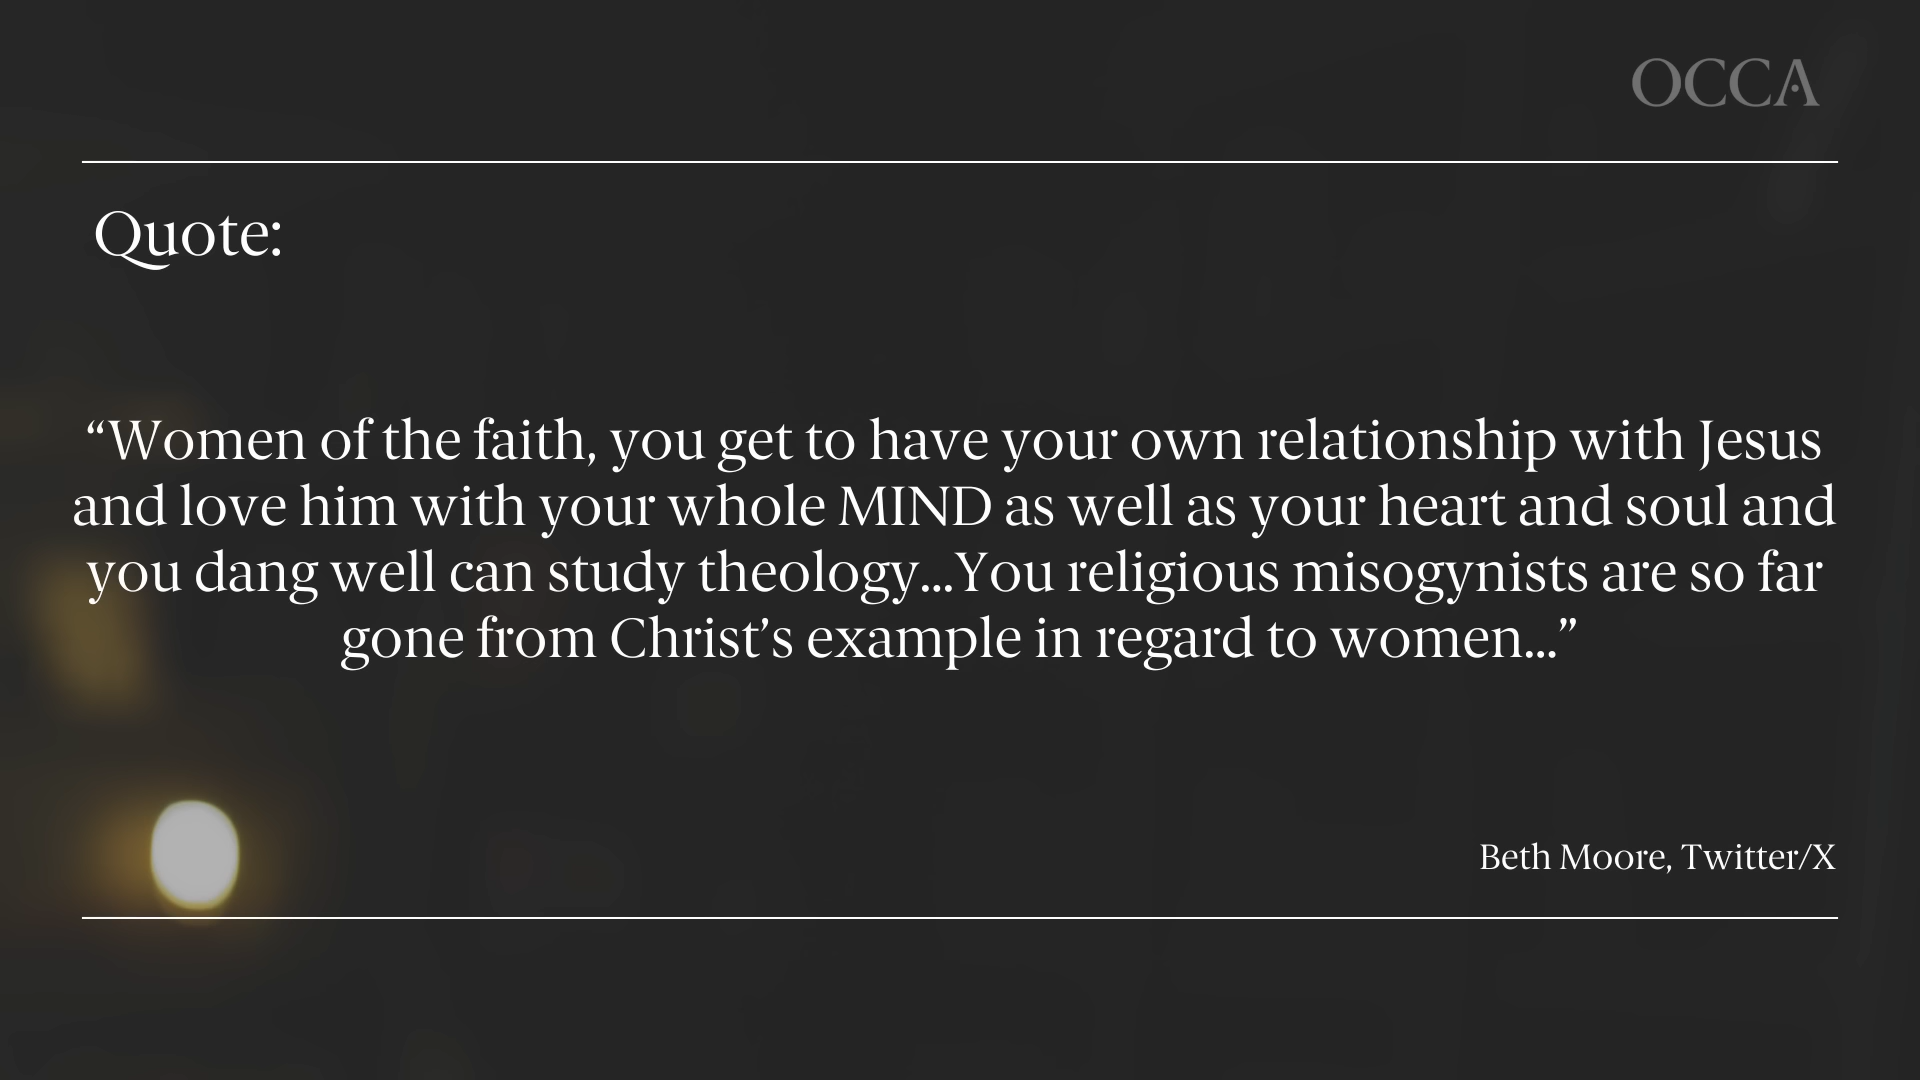 OCCA
Quote:
“Women of the faith, you get to have your own relationship with Jesus
and love him with your whole MIND as well as your heart and soul and
you dang well can study theology...You religious misogynists are so far
gone from Christ’s example in regard to women...”
Beth Moore, Twitter/X